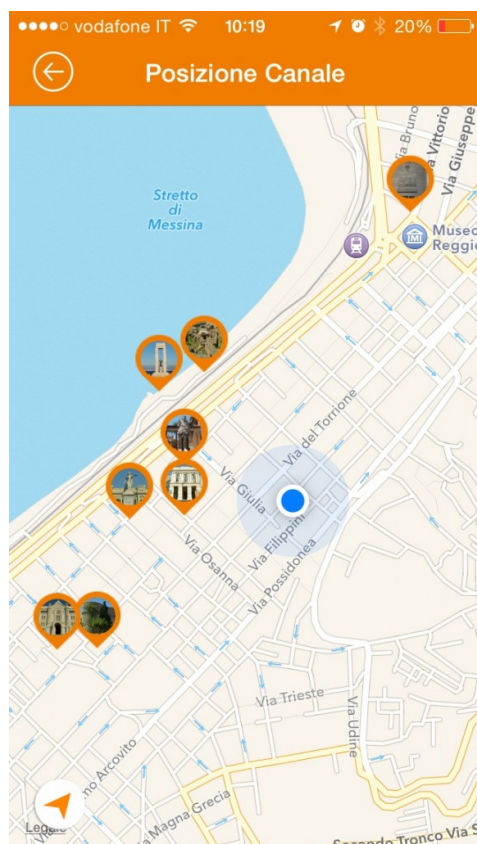 vodafone IT 10:19 20%
Posizione Canale
Via Bruno
Via Vittorio
Via Giuseppe
Stretto
di
Messina
Museo
Reggio
Via del Torrione
Via Giulia
Via Filippini
Via Osanna
Via Possidonea
Via Trieste
Via Udine
Arcovito
Magna Grecia
Legale
Secondo Tronco Via S